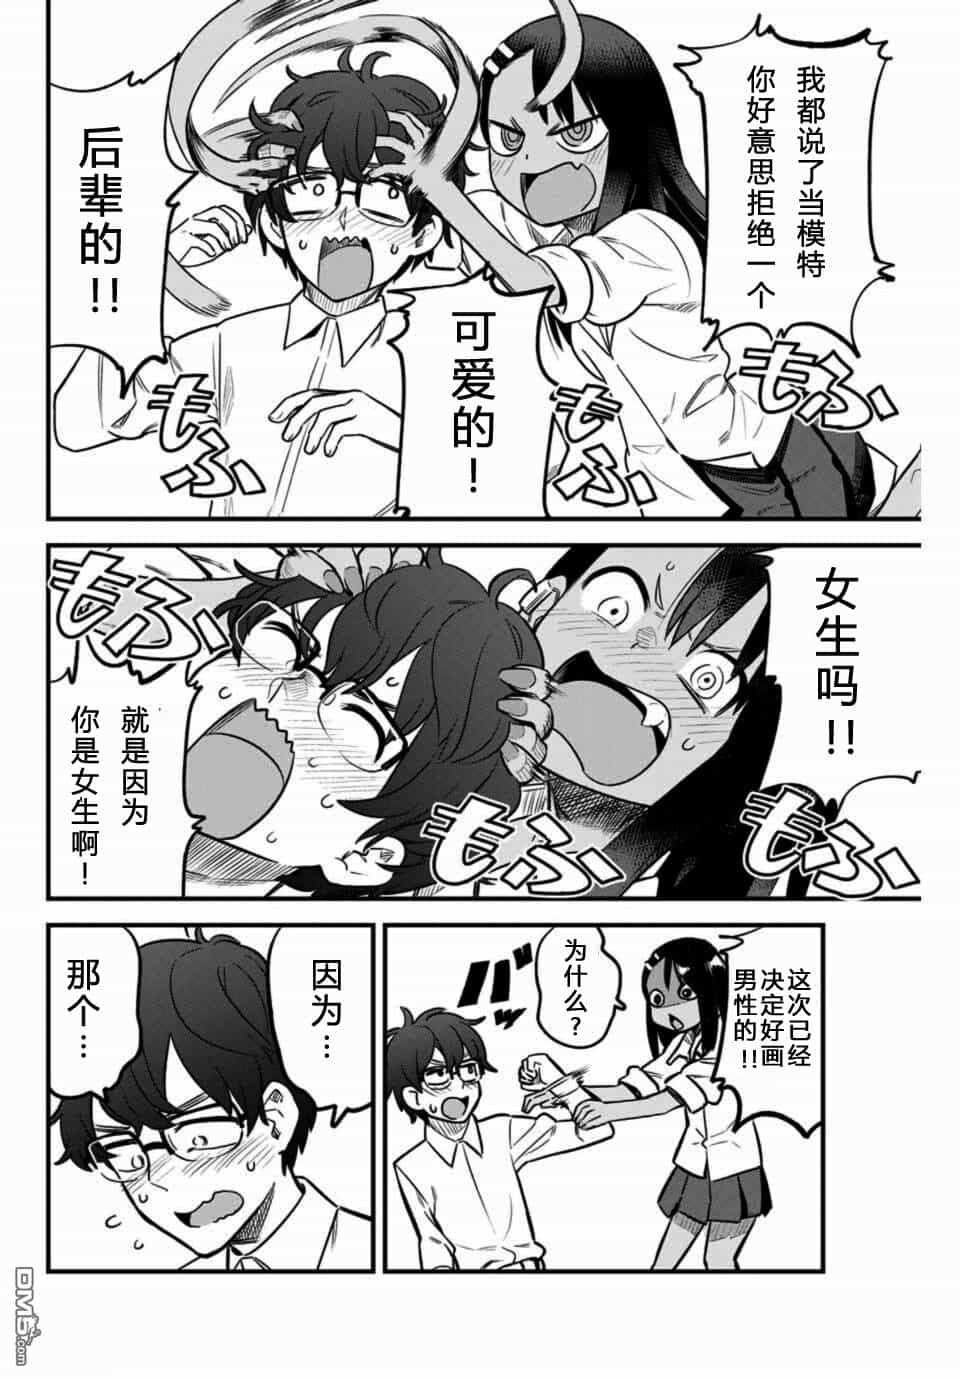 我都说了当模特
你好意思拒绝一个
可爱的！
后辈的!!
もふ
もふ
もふ
女生吗!!
就是因为
你是女生啊！
もふ
もふ
もふ
这次已经
决定好画
男性的!!
为
什么？
バッ
因为…
那个…
DM5.com